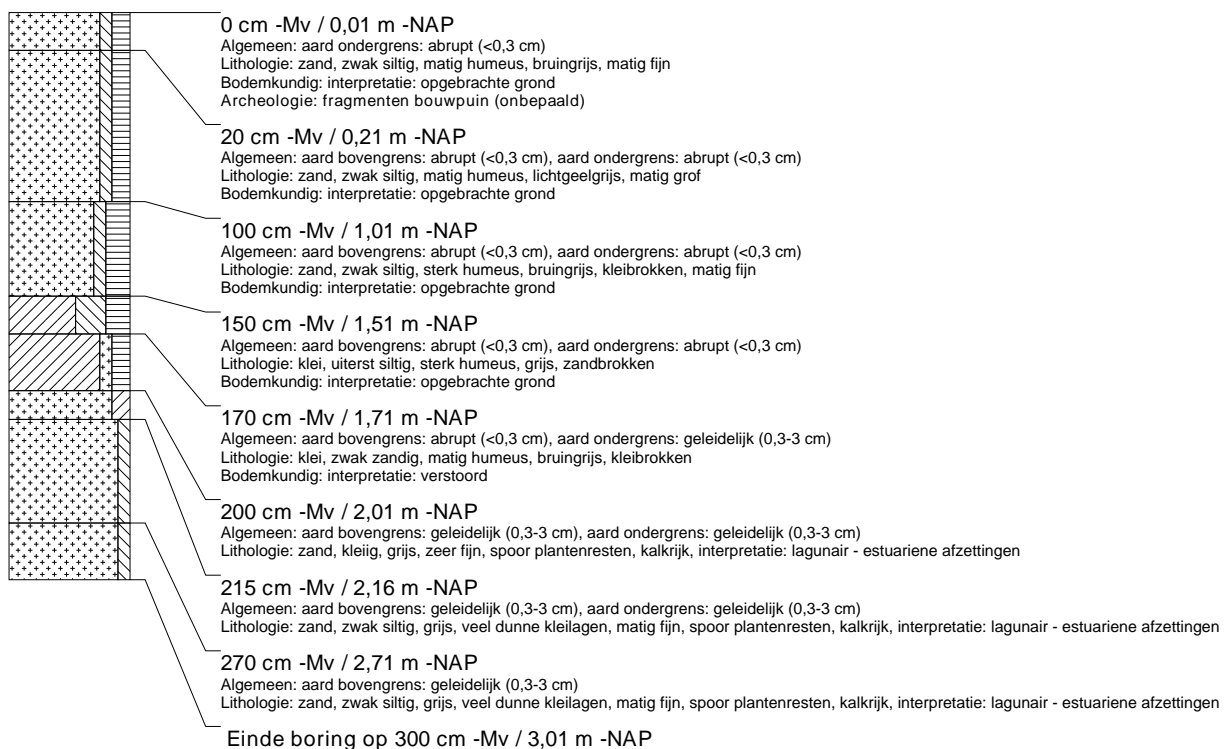 0 cm -Mv / 0,01 m -NAP
Algemeen: aard ondergrens: abrupt (<0,3 cm)
Lithologie: zand, zwak siltig, matig humeus, bruingrijs, matig fijn
Bodemkundig: interpretatie: opgebrachte grond
Archeologie: fragmenten bouwpuin (onbepaald)
20 cm -Mv / 0,21 m -NAP
Algemeen: aard bovengrens: abrupt (<0,3 cm), aard ondergrens: abrupt (<0,3 cm)
Lithologie: zand, zwak siltig, matig humeus, lichtgeelgrijs, matig grof
Bodemkundig: interpretatie: opgebrachte grond
100 cm -Mv / 1,01 m -NAP
Algemeen: aard bovengrens: abrupt (<0,3 cm), aard ondergrens: abrupt (<0,3 cm)
Lithologie: zand, zwak siltig, sterk humeus, bruingrijs, kleibrokken, matig fijn
Bodemkundig: interpretatie: opgebrachte grond
150 cm -Mv / 1,51 m -NAP
Algemeen: aard bovengrens: abrupt (<0,3 cm), aard ondergrens: abrupt (<0,3 cm)
Lithologie: klei, uiterst siltig, sterk humeus, grijs, zandbrokken
Bodemkundig: interpretatie: opgebrachte grond
170 cm -Mv / 1,71 m -NAP
Algemeen: aard bovengrens: abrupt (<0,3 cm), aard ondergrens: geleidelijk (0,3-3 cm)
Lithologie: klei, zwak zandig, matig humeus, bruingrijs, kleibrokken
Bodemkundig: interpretatie: verstoord
200 cm -Mv / 2,01 m -NAP
Algemeen: aard bovengrens: geleidelijk (0,3-3 cm), aard ondergrens: geleidelijk (0,3-3 cm)
Lithologie: zand, kleiig, grijs, zeer fijn, spoor plantenresten, kalkrijk, interpretatie: lagunair - estuariene afzettingen
215 cm -Mv / 2,16 m -NAP
Algemeen: aard bovengrens: geleidelijk (0,3-3 cm), aard ondergrens: geleidelijk (0,3-3 cm)
Lithologie: zand, zwak siltig, grijs, veel dunne kleilagen, matig fijn, spoor plantenresten, kalkrijk, interpretatie: lagunair - estuariene afzettingen
270 cm -Mv / 2,71 m -NAP
Algemeen: aard bovengrens: geleidelijk (0,3-3 cm)
Lithologie: zand, zwak siltig, grijs, veel dunne kleilagen, matig fijn, spoor plantenresten, kalkrijk, interpretatie: lagunair - estuariene afzettingen
Einde boring op 300 cm -Mv / 3,01 m -NAP